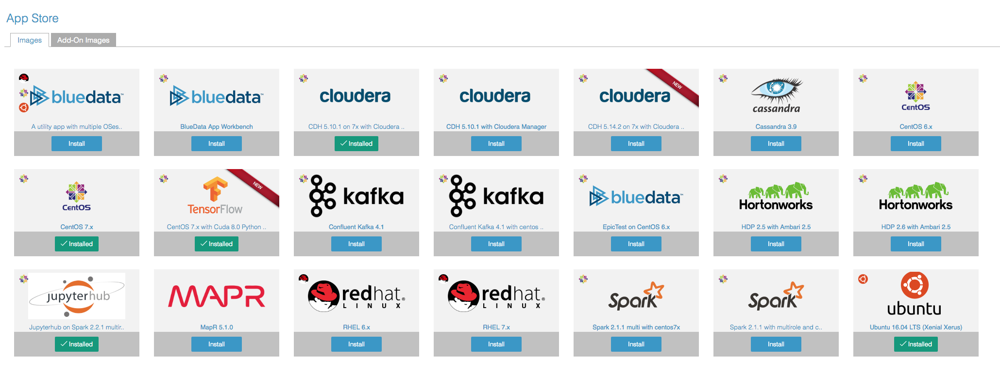 App Store
Images
Add-On Images
bluedata™
A utility app with multiple OSes..
Install
bluedata™
BlueData App Workbench
Install
cloudera
CDH 5.10.1 on 7x with Cloudera ..
Installed
cloudera
CDH 5.10.1 with Cloudera Manager
Install
NEW
cloudera
CDH 5.14.2 on 7x with Cloudera ..
Install
cassandra
Cassandra 3.9
Install
CentOS
CentOS 6.x
Install
CentOS
CentOS 7.x
Installed
NEW
TensorFlow
CentOS 7.x with Cuda 8.0 Python ..
Installed
kafka
Confluent Kafka 4.1
Install
kafka
Confluent Kafka 4.1 with centos ..
Install
bluedata™
EpicTest on CentOS 6.x
Install
Hortonworks
HDP 2.5 with Ambari 2.5
Install
Hortonworks
HDP 2.6 with Ambari 2.5
Install
jupyterhub
Jupyterhub on Spark 2.2.1 multir..
Installed
MAPR
MapR 5.1.0
Install
redhat®
LINUX
RHEL 6.x
Install
redhat®
LINUX
RHEL 7.x
Install
Spark
Spark 2.1.1 multi with centos7x
Install
Spark
Spark 2.1.1 with multirole and c..
Install
ubuntu
Ubuntu 16.04 LTS (Xenial Xerus)
Installed